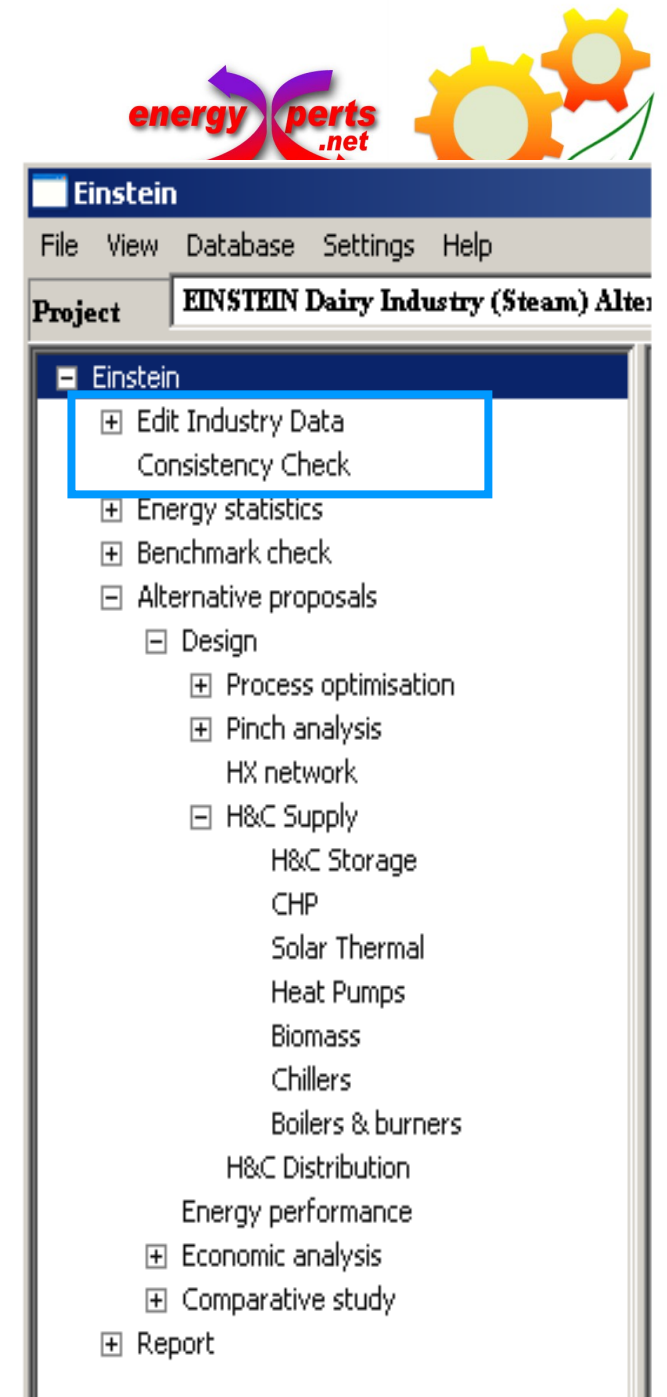 energy xperts
.net
Einstein
File View Database Settings Help
Project EINSTEIN Dairy Industry (Steam) Alter
Einstein
Edit Industry Data
Consistency Check
Energy statistics
Benchmark check
Alternative proposals
Design
Process optimisation
Pinch analysis
HX network
H&C Supply
H&C Storage
CHP
Solar Thermal
Heat Pumps
Biomass
Chillers
Boilers & burners
H&C Distribution
Energy performance
Economic analysis
Comparative study
Report